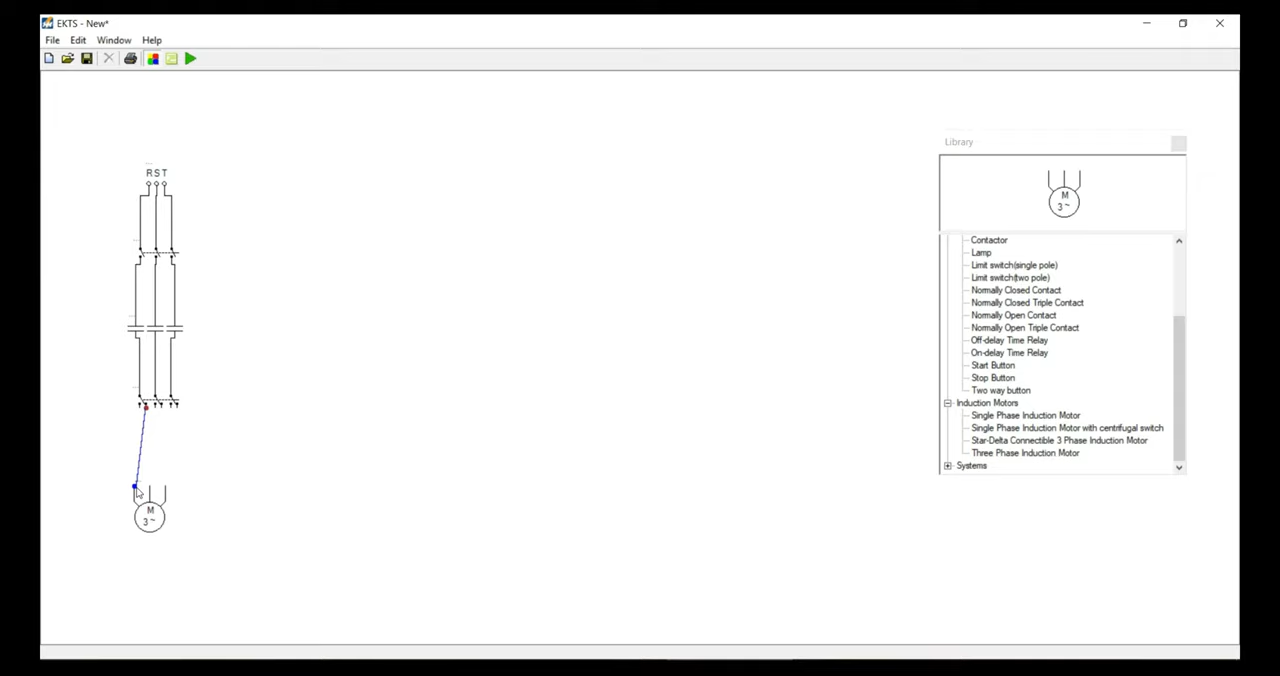 EKTS - New*
File Edit Window Help
Library
R S T
M
3 ~
Contactor
Lamp
Limit switch(single pole)
Limit switch(two pole)
Normally Closed Contact
Normally Closed Triple Contact
Normally Open Contact
Normally Open Triple Contact
Off-delay Time Relay
On-delay Time Relay
Start Button
Stop Button
Two way button
Induction Motors
Single Phase Induction Motor
Single Phase Induction Motor with centrifugal switch
Star-Delta Connectible 3 Phase Induction Motor
Three Phase Induction Motor
Systems
M
3 ~